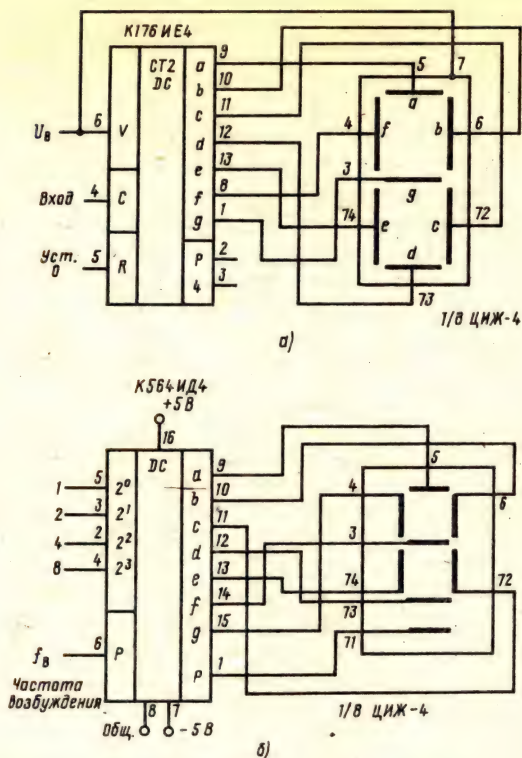 К176ИЕ4
СТ2
DC
9
a
10
b
11
c
12
d
13
e
8
f
1
g
2
P
3
4
U_B
6
V
Вход
4
C
Уст. 0
5
R
5
7
a
4
f
b
6
3
g
74
e
c
72
d
73
1/8 ЦИЖ-4
а)
К564ИД4
+5В
16
DC
1
5
2⁰
2
3
2¹
4
2
2²
8
4
2³
f_B
6
P
Частота
возбуждения
a
9
b
10
c
11
d
12
e
13
f
14
g
15
P
1
8
7
Общ.
-5В
5
4
6
3
74
72
73
71
1/8 ЦИЖ-4
б)